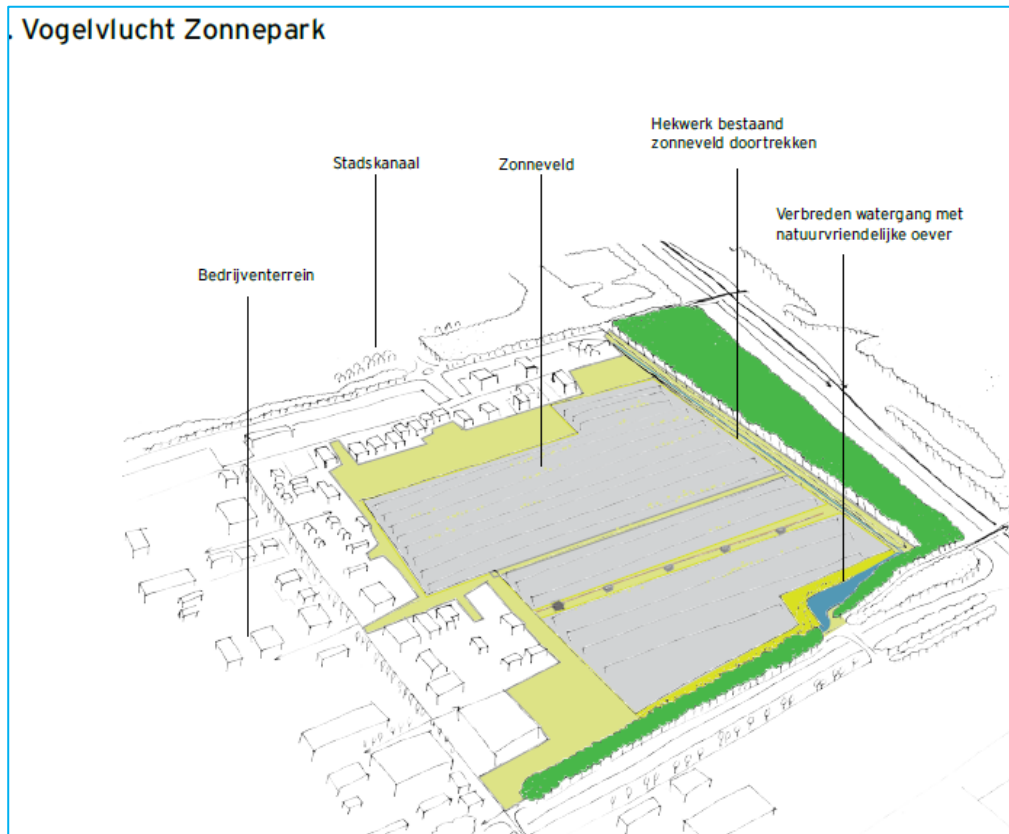 . Vogelvlucht Zonnepark
Hekwerk bestaand
zonneveld doortrekken
Stadskanaal
Zonneveld
Verbreden watergang met
natuurvriendelijke oever
Bedrijventerrein